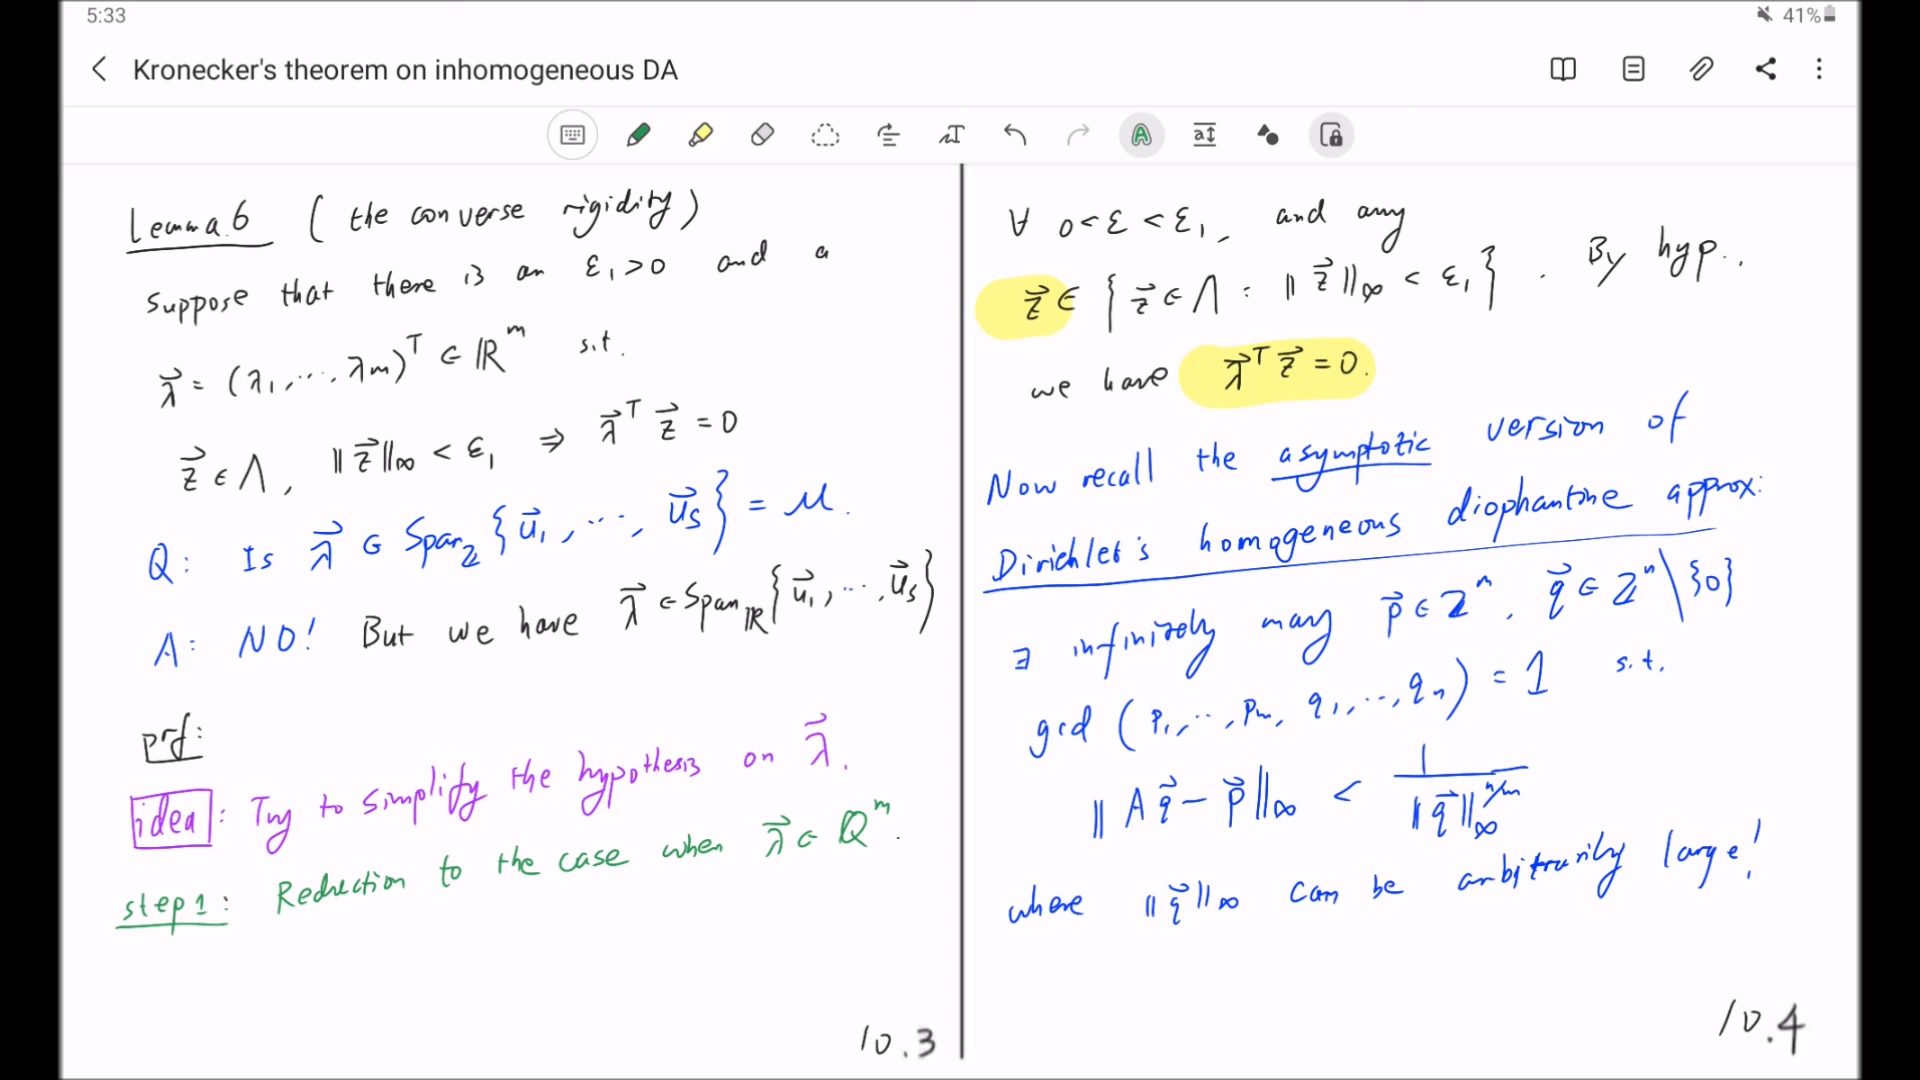 5:33
41%
Kronecker's theorem on inhomogeneous DA
Lemma 6 (the converse rigidity)
Suppose that there is an ε₁>0 and a
λ⃗ = (λ₁,⋯,λm)ᵀ ∈ ℝᵐ s.t.
z⃗ ∈ Λ, ‖z⃗‖∞ < ε₁ ⇒ λ⃗ᵀ z⃗ = 0
Q: Is λ⃗ ∈ Span_ℤ {u⃗₁,⋯,u⃗s} = M.
A: NO! But we have λ⃗ ∈ Span_ℝ {u⃗₁,⋯,u⃗s}
prf:
idea: Try to simplify the hypothesis on λ⃗.
step 1: Reduction to the case when λ⃗ ∈ ℚᵐ.
10.3
∀ 0<ε<ε₁, and any
z⃗ ∈ {z⃗ ∈ Λ : ‖z⃗‖∞ < ε₁}. By hyp.,
we have λ⃗ᵀ z⃗ = 0.
Now recall the asymptotic version of
Dirichlet's homogeneous diophantine approx:
∃ infinitely many p⃗ ∈ ℤᵐ, q⃗ ∈ ℤⁿ\{0}
gcd (p₁,⋯,pm, q₁,⋯,qn) = 1 s.t.
‖Aq⃗ − p⃗‖∞ < 1/‖q⃗‖∞^{n/m}
where ‖q⃗‖∞ can be arbitrarily large!
10.4